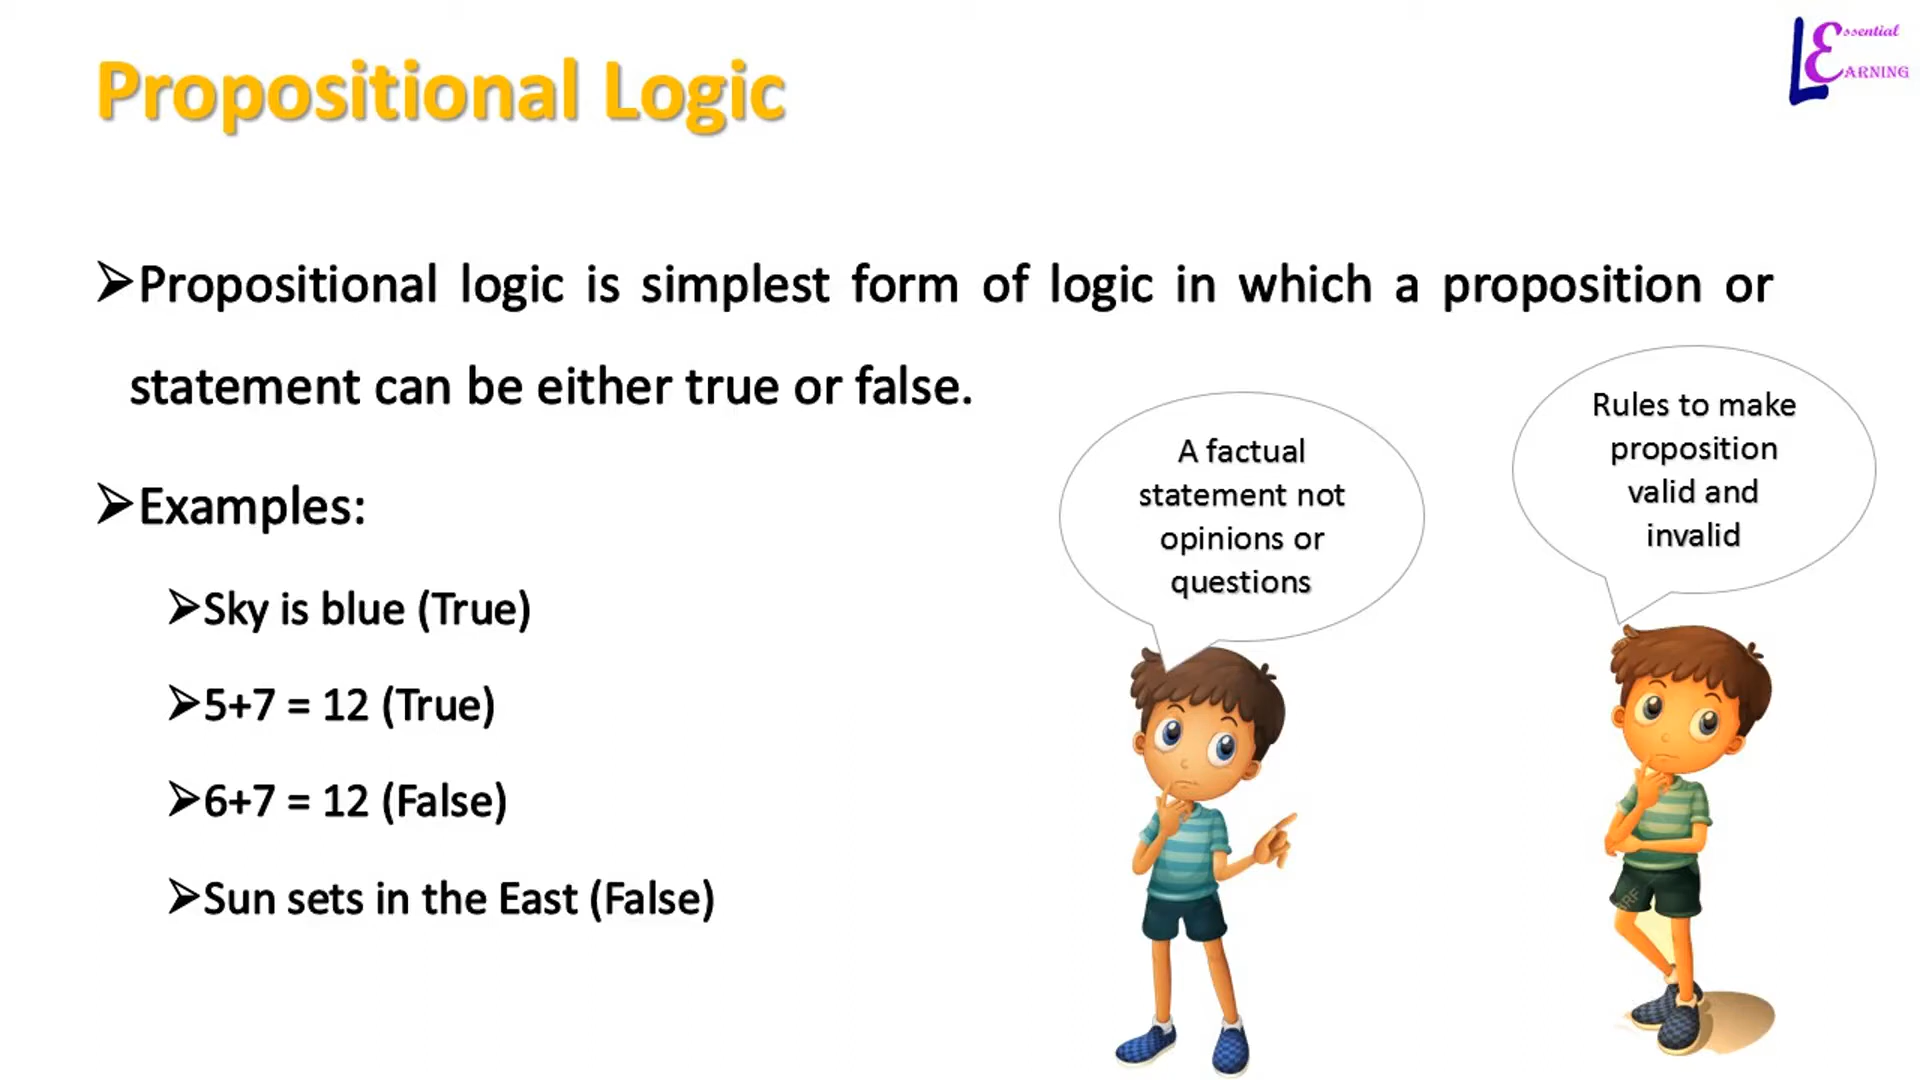 Propositional Logic
Essential
LEARNING
➢Propositional logic is simplest form of logic in which a proposition or
statement can be either true or false.
➢Examples:
➢Sky is blue (True)
➢5+7 = 12 (True)
➢6+7 = 12 (False)
➢Sun sets in the East (False)
A factual
statement not
opinions or
questions
Rules to make
proposition
valid and
invalid